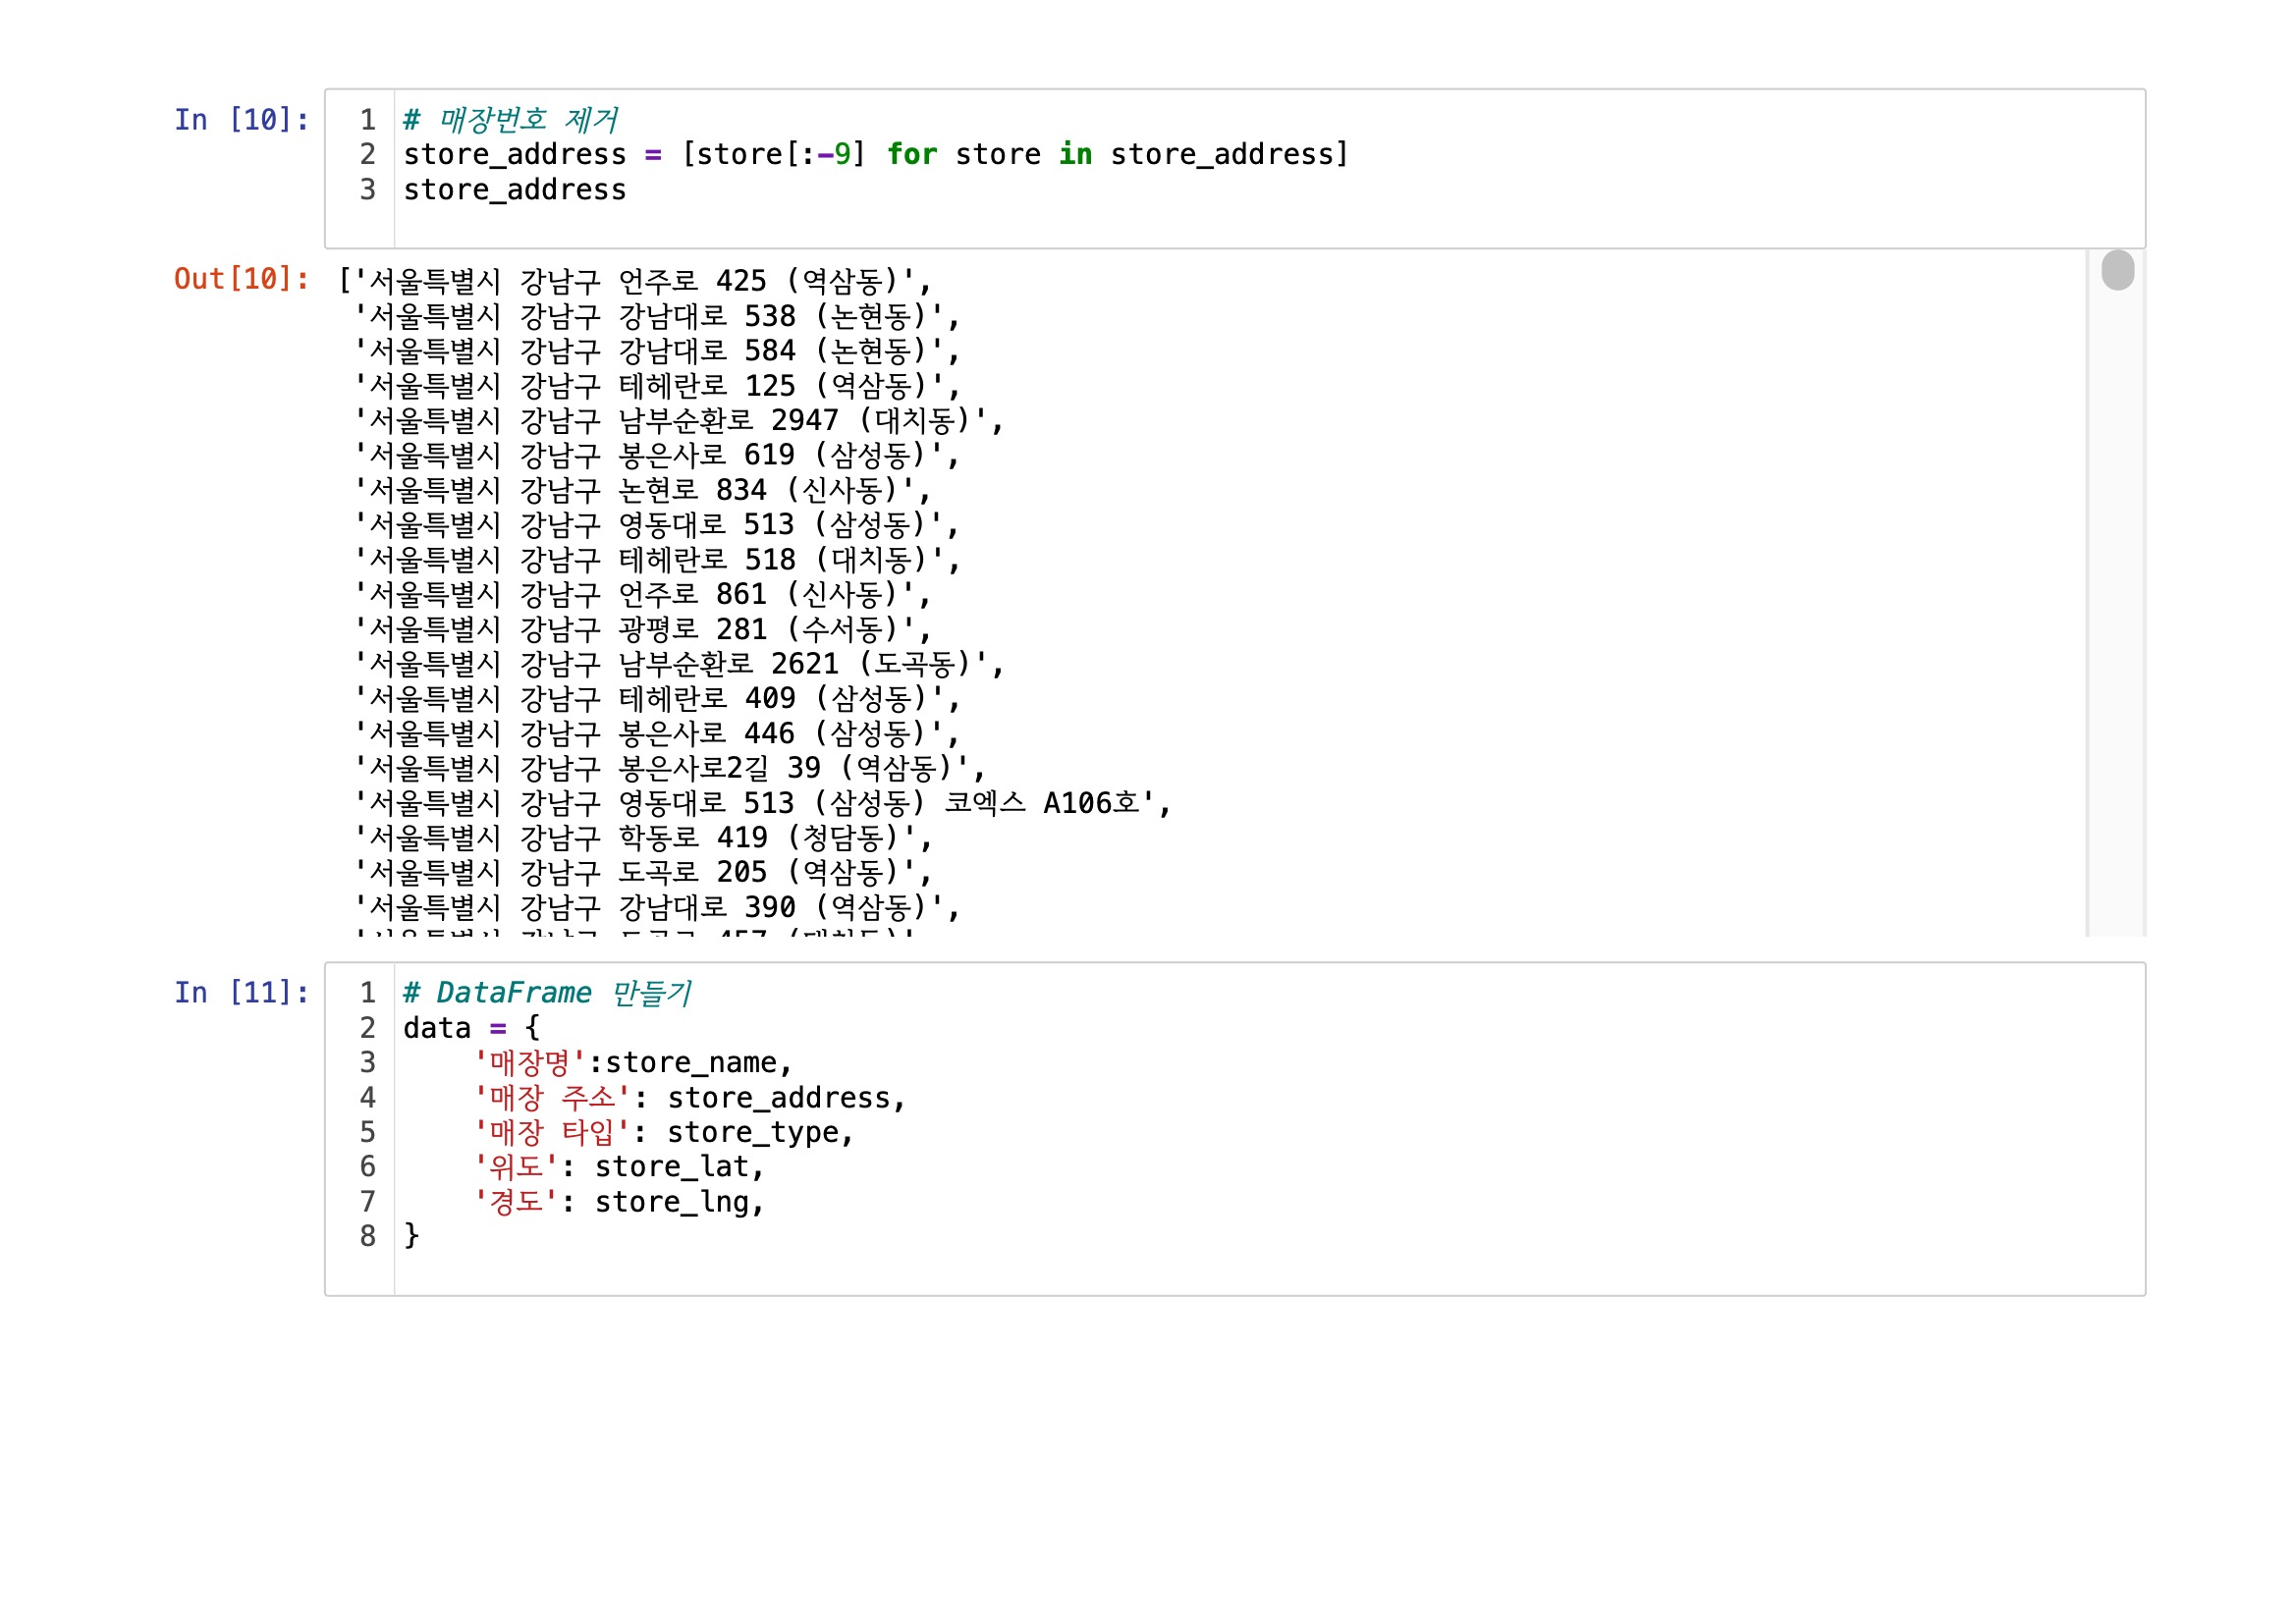 In [10]:
1 # 매장번호 제거
2 store_address = [store[:-9] for store in store_address]
3 store_address
Out[10]:
['서울특별시 강남구 언주로 425 (역삼동)',
'서울특별시 강남구 강남대로 538 (논현동)',
'서울특별시 강남구 강남대로 584 (논현동)',
'서울특별시 강남구 테헤란로 125 (역삼동)',
'서울특별시 강남구 남부순환로 2947 (대치동)',
'서울특별시 강남구 봉은사로 619 (삼성동)',
'서울특별시 강남구 논현로 834 (신사동)',
'서울특별시 강남구 영동대로 513 (삼성동)',
'서울특별시 강남구 테헤란로 518 (대치동)',
'서울특별시 강남구 언주로 861 (신사동)',
'서울특별시 강남구 광평로 281 (수서동)',
'서울특별시 강남구 남부순환로 2621 (도곡동)',
'서울특별시 강남구 테헤란로 409 (삼성동)',
'서울특별시 강남구 봉은사로 446 (삼성동)',
'서울특별시 강남구 봉은사로2길 39 (역삼동)',
'서울특별시 강남구 영동대로 513 (삼성동) 코엑스 A106호',
'서울특별시 강남구 학동로 419 (청담동)',
'서울특별시 강남구 도곡로 205 (역삼동)',
'서울특별시 강남구 강남대로 390 (역삼동)',
In [11]:
1 # DataFrame 만들기
2 data = {
3 '매장명':store_name,
4 '매장 주소': store_address,
5 '매장 타입': store_type,
6 '위도': store_lat,
7 '경도': store_lng,
8 }